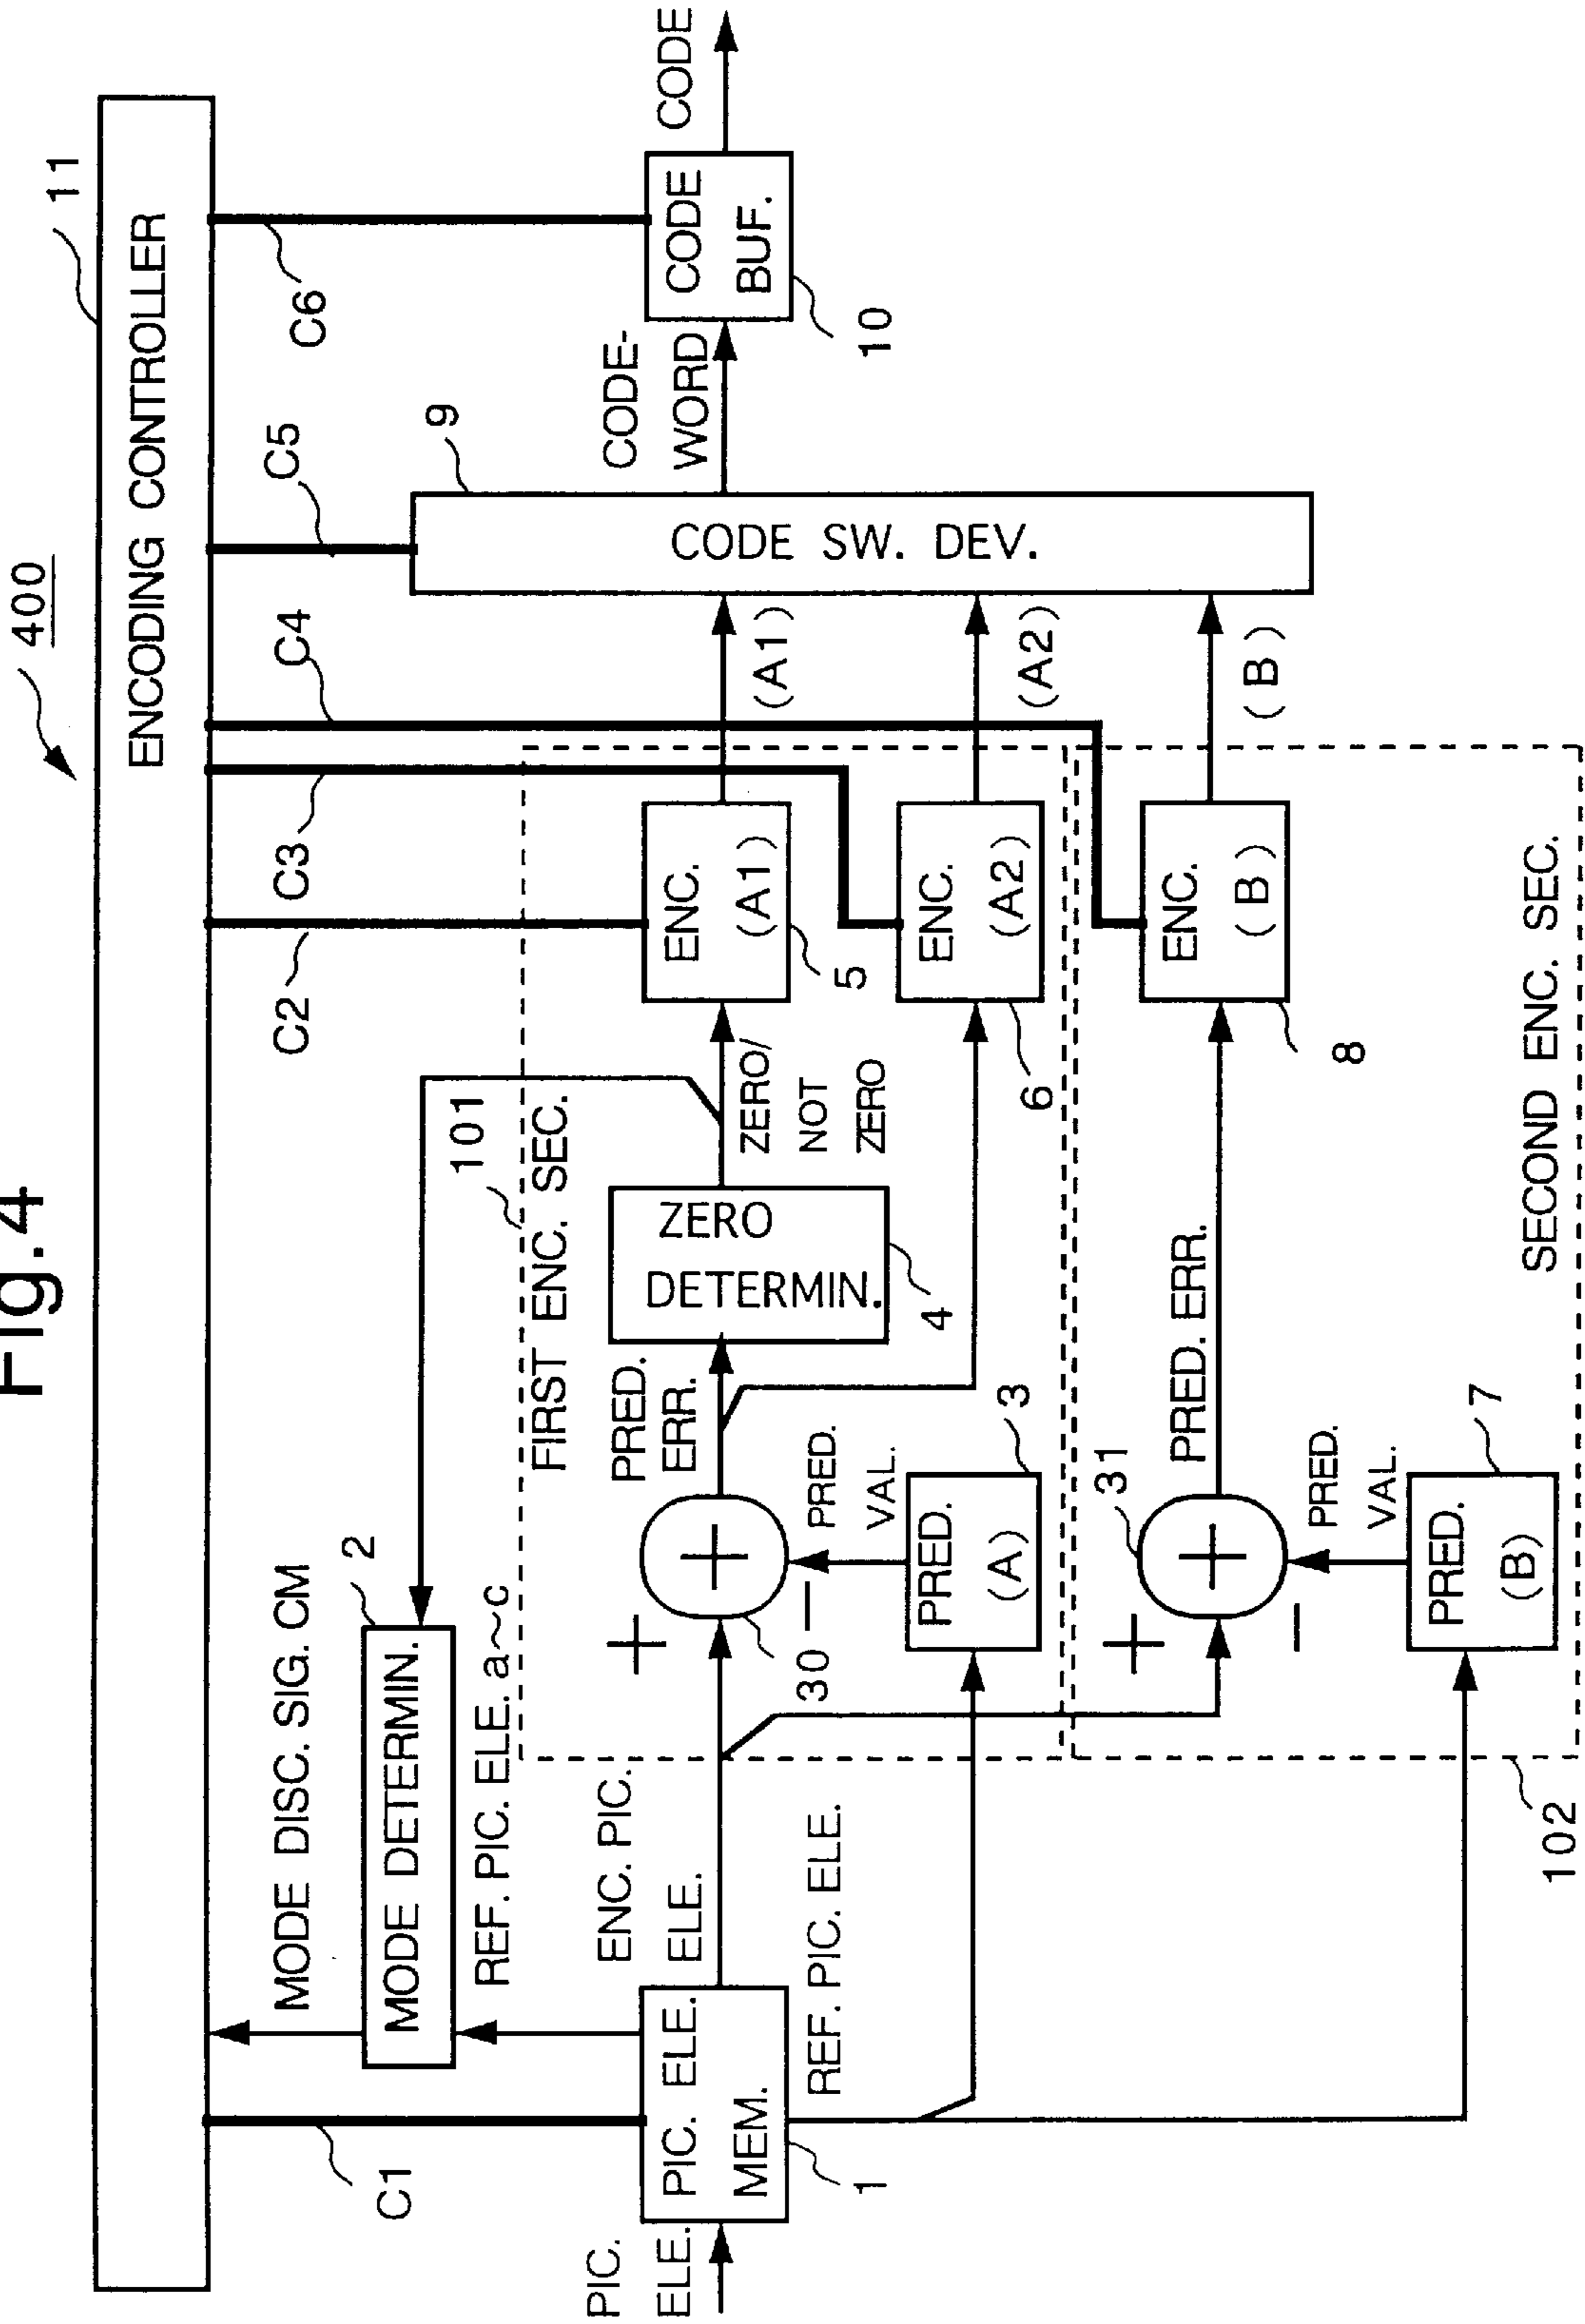 Fig.4
400
11
ENCODING CONTROLLER
C1
MODE DISC. SIG. CM
C2
C3
C4
C5
C6
2
MODE DETERMIN.
REF. PIC. ELE. a~c
101
FIRST ENC. SEC.
9
PIC.
ELE.
PIC. ELE.
MEM.
1
ENC. PIC.
ELE.
REF. PIC. ELE.
+
+
30
−
PRED.
ERR.
PRED.
VAL.
PRED.
(A)
3
ZERO
DETERMIN.
4
ZERO/
NOT
ZERO
ENC.
(A1)
5
(A1)
ENC.
(A2)
6
(A2)
CODE SW. DEV.
CODE-
WORD
CODE
BUF.
10
CODE
+
+
31
−
PRED. ERR.
PRED.
VAL.
PRED.
(B)
7
ENC.
(B)
8
(B)
SECOND ENC. SEC.
102